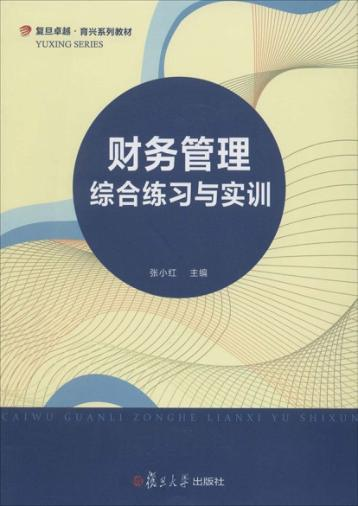 复旦卓越·育兴系列教材
YUXING SERIES
财务管理
综合练习与实训
张小红 主编
CAIWU GUANLI ZONGHE LIANXI YU SHIXUN
复旦大学出版社